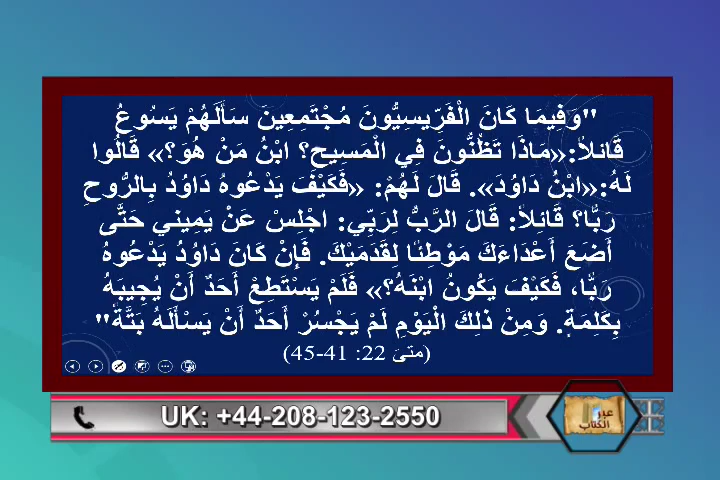 "وَفِيمَا كَانَ الْفَرِّيسِيُّونَ مُجْتَمِعِينَ سَأَلَهُمْ يَسُوعُ
قَائِلاً:«مَاذَا تَظُنُّونَ فِي الْمَسِيحِ؟ ابْنُ مَنْ هُوَ؟» قَالُوا
لَهُ:«ابْنُ دَاوُدَ». قَالَ لَهُمْ: «فَكَيْفَ يَدْعُوهُ دَاوُدُ بِالرُّوحِ
رَبًّا؟ قَائِلاً: قَالَ الرَّبُّ لِرَبِّي: اجْلِسْ عَنْ يَمِينِي حَتَّى
أَضَعَ أَعْدَاءَكَ مَوْطِئًا لِقَدَمَيْكَ. فَإِنْ كَانَ دَاوُدُ يَدْعُوهُ
رَبًّا، فَكَيْفَ يَكُونُ ابْنَهُ؟» فَلَمْ يَسْتَطِعْ أَحَدٌ أَنْ يُجِيبَهُ
بِكَلِمَةٍ. وَمِنْ ذلِكَ الْيَوْمِ لَمْ يَجْسُرْ أَحَدٌ أَنْ يَسْأَلَهُ بَتَّةً"
(متى 22: 41-45)
UK: +44-208-123-2550
عبر
الكتاب